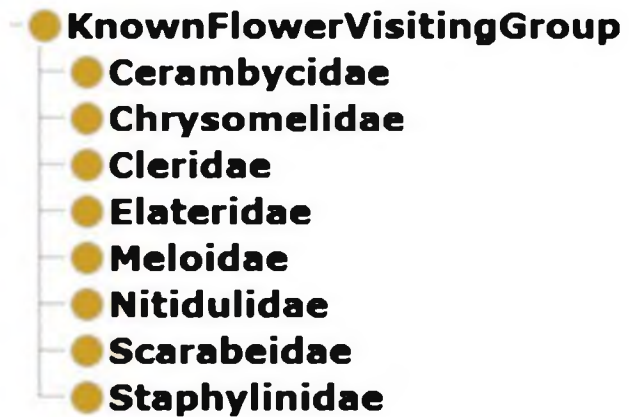 KnownFlowerVisitingGroup
Cerambycidae
Chrysomelidae
Cleridae
Elateridae
Meloidae
Nitidulidae
Scarabeidae
Staphylinidae